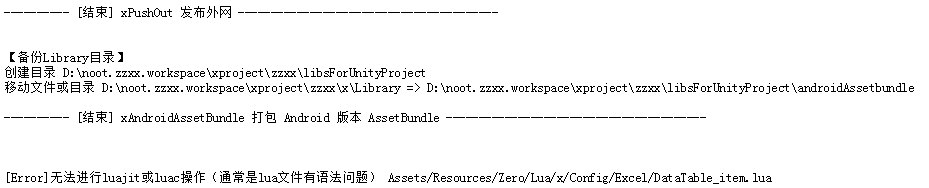 ---------- [结束] xPushOut 发布外网 ----------------------------------------
【备份Library目录】
创建目录 D:\noot.zzxx.workspace\xproject\zzxx\libsForUnityProject
移动文件或目录 D:\noot.zzxx.workspace\xproject\zzxx\x\Library => D:\noot.zzxx.workspace\xproject\zzxx\libsForUnityProject\androidAssetbundle
---------- [结束] xAndroidAssetBundle 打包 Android 版本 AssetBundle ----------------------------------------
[Error]无法进行luajit或luac操作（通常是lua文件有语法问题） Assets/Resources/Zero/Lua/x/Config/Excel/DataTable_item.lua